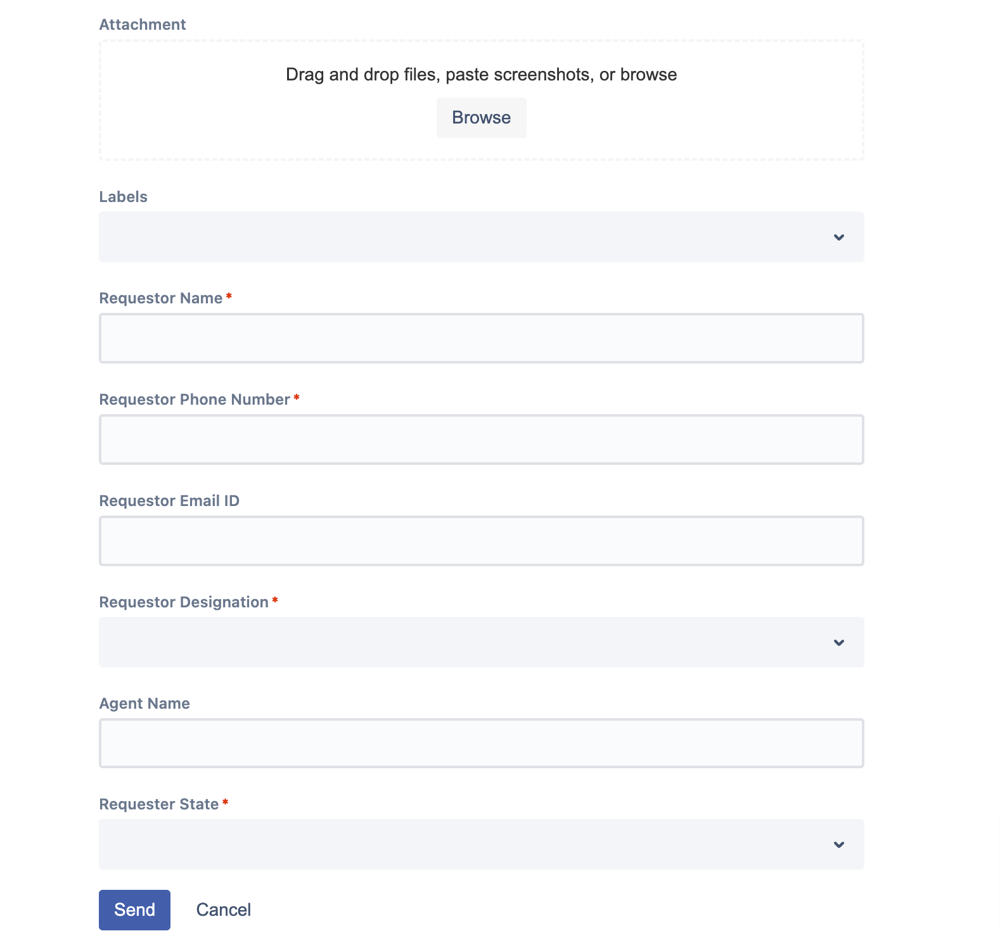 Attachment
Drag and drop files, paste screenshots, or browse
Browse
Labels
Requestor Name *
Requestor Phone Number *
Requestor Email ID
Requestor Designation *
Agent Name
Requester State *
Send Cancel